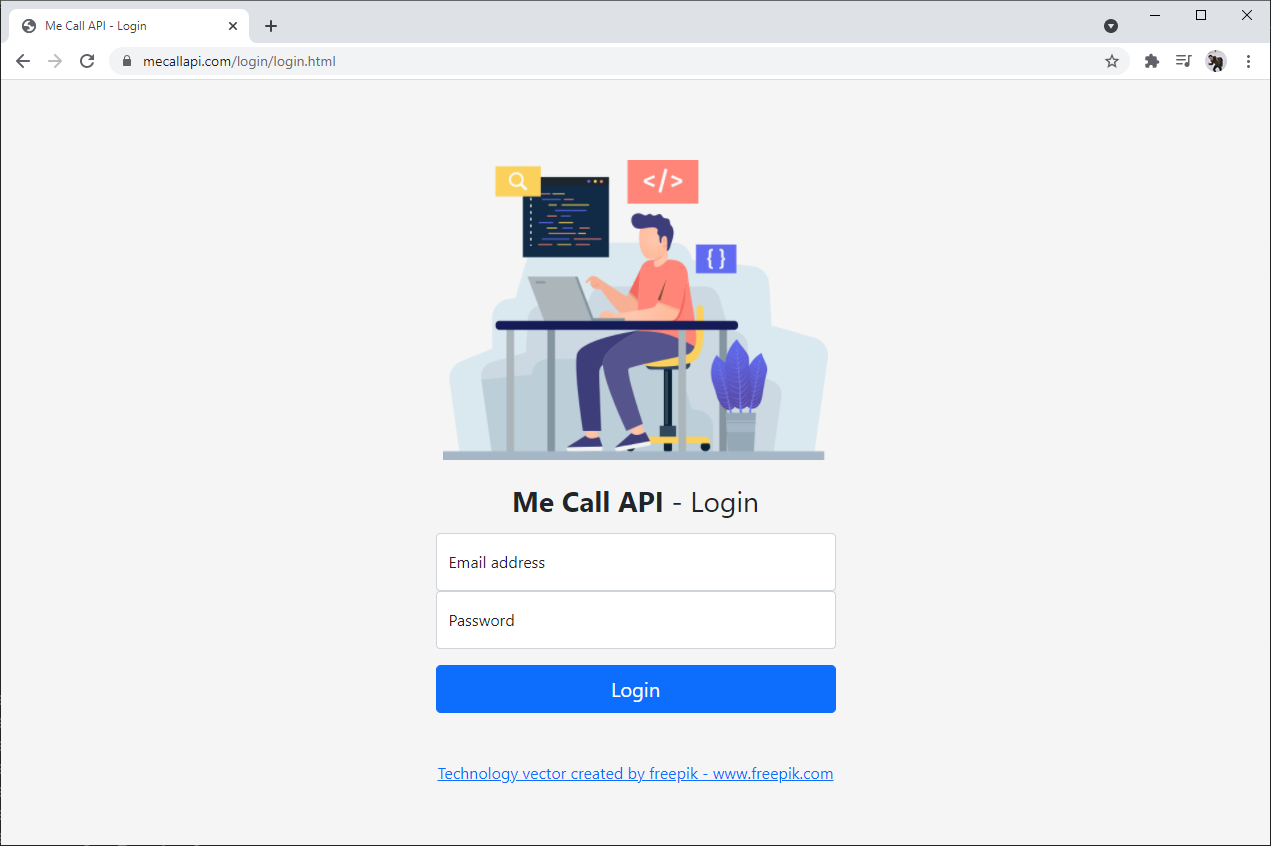 Me Call API - Login
mecallapi.com/login/login.html
</>
{ }
Me Call API - Login
Email address
Password
Login
Technology vector created by freepik - www.freepik.com